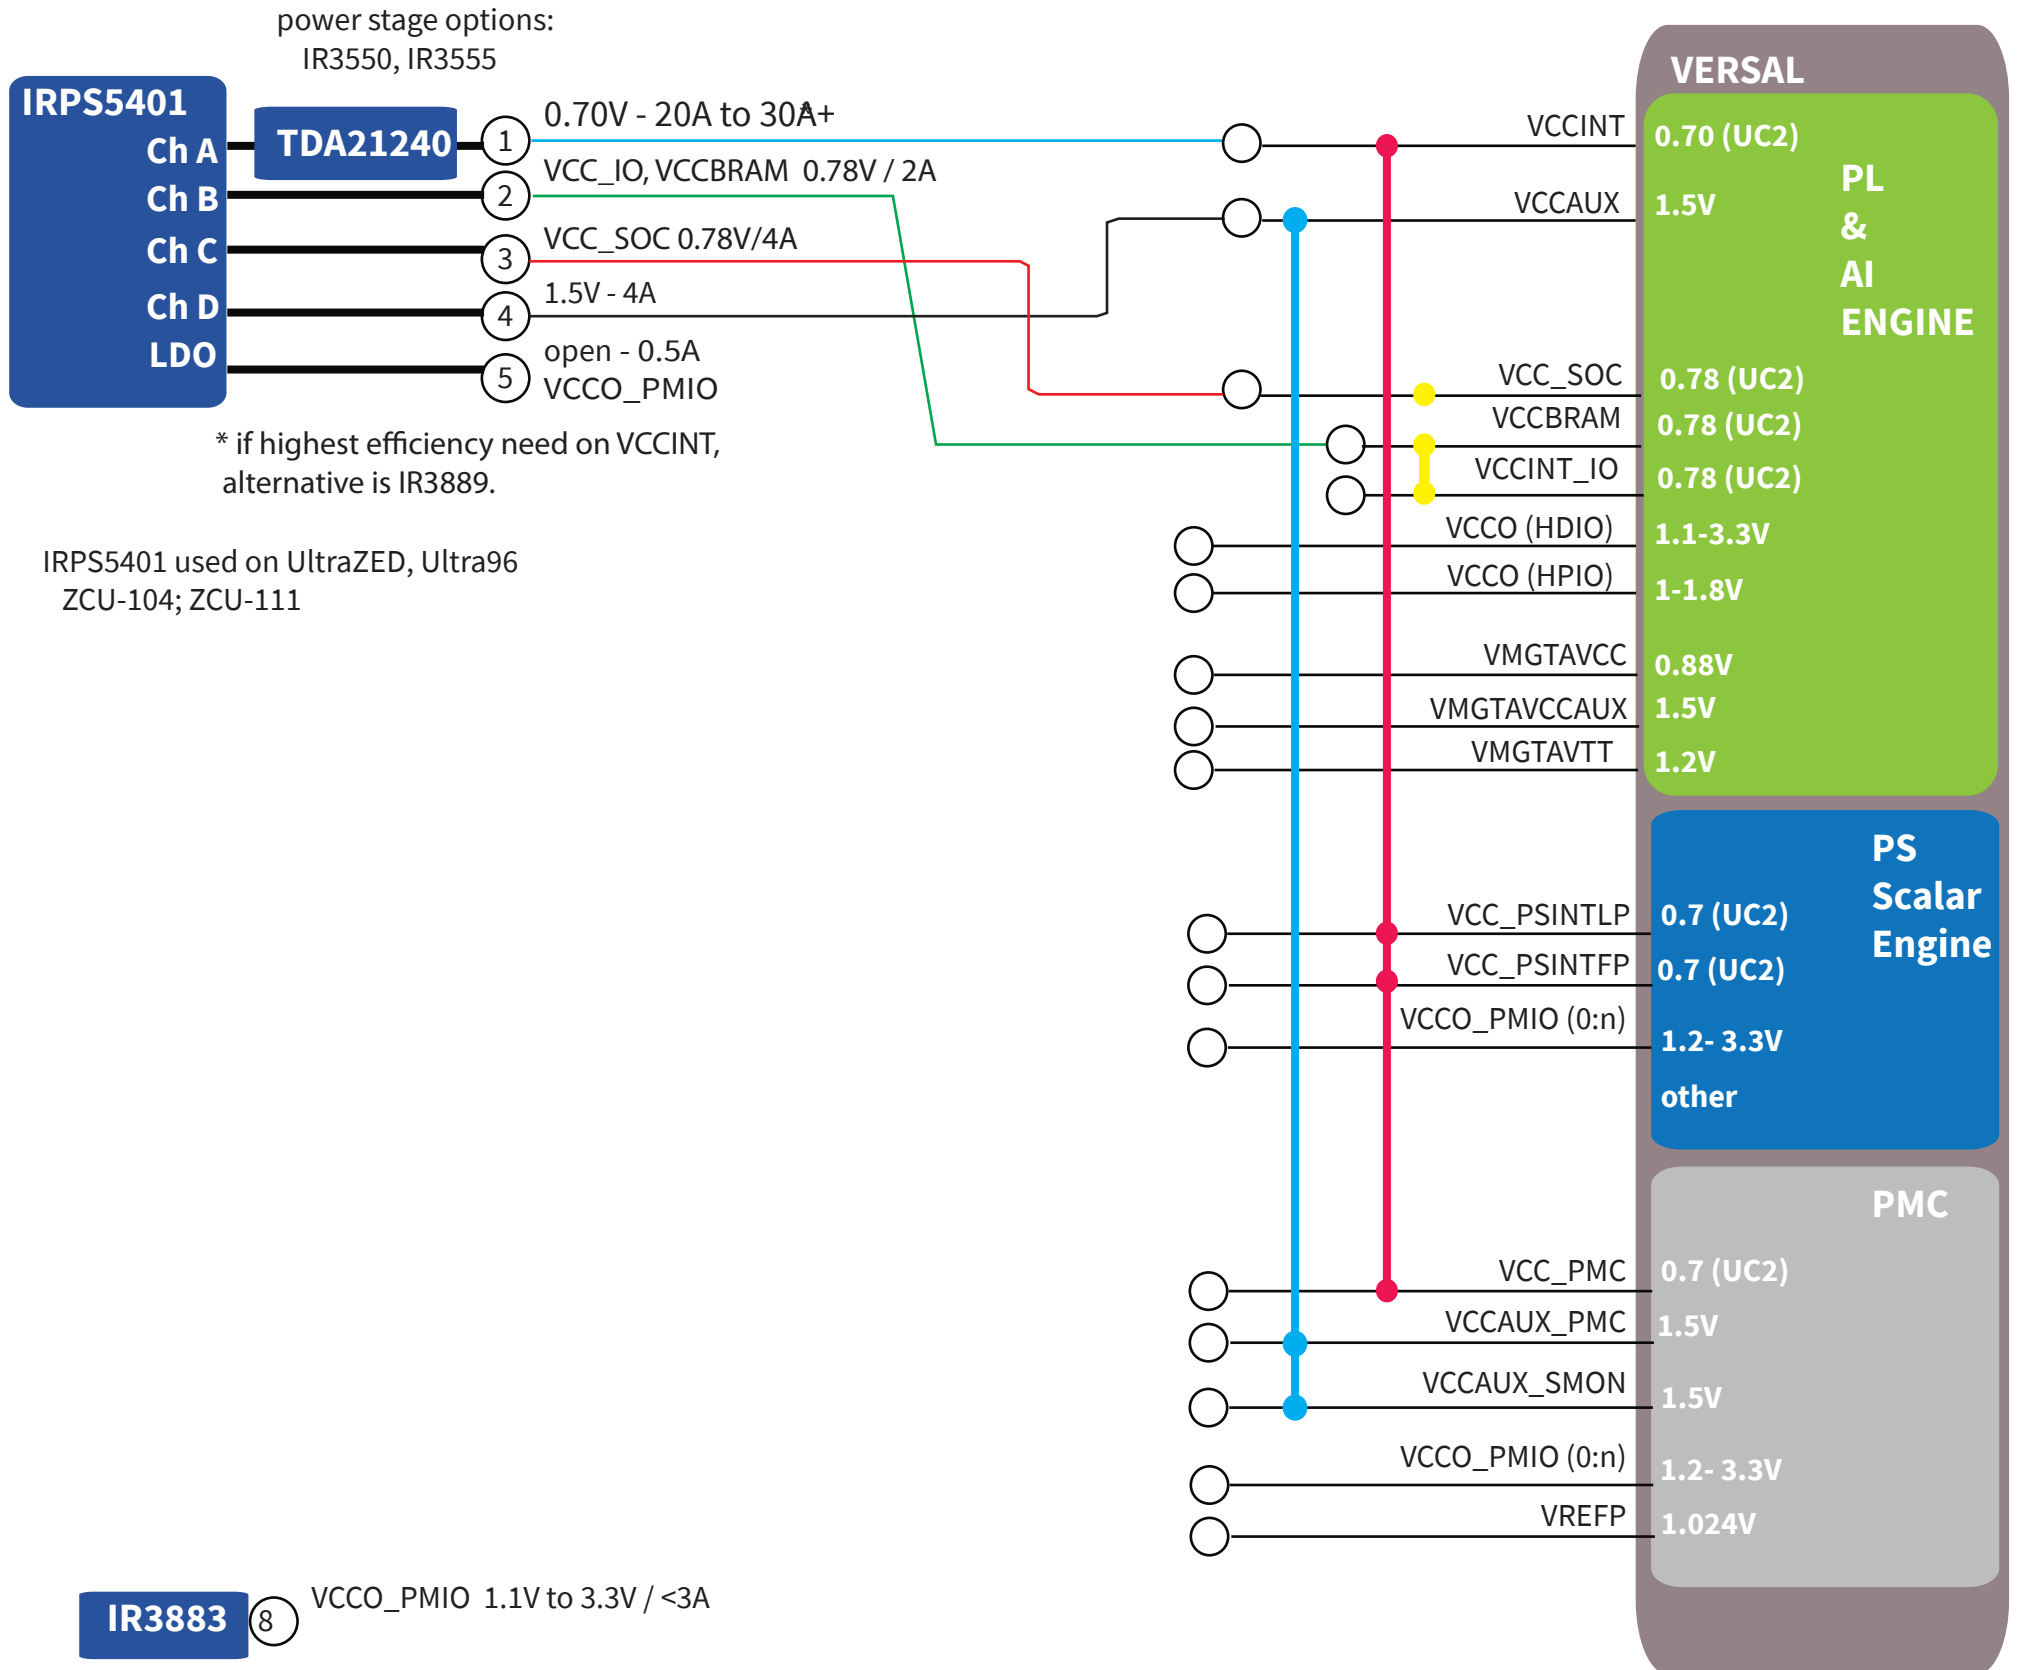 power stage options:
IR3550, IR3555
IRPS5401
Ch A
Ch B
Ch C
Ch D
LDO
TDA21240
1
0.70V - 20A to 30A*+
2
VCC_IO, VCCBRAM 0.78V / 2A
3
VCC_SOC 0.78V/4A
4
1.5V - 4A
5
open - 0.5A
VCCO_PMIO
* if highest efficiency need on VCCINT,
alternative is IR3889.
IRPS5401 used on UltraZED, Ultra96
ZCU-104; ZCU-111
VERSAL
PL
&
AI
ENGINE
VCCINT 0.70 (UC2)
VCCAUX 1.5V
VCC_SOC 0.78 (UC2)
VCCBRAM 0.78 (UC2)
VCCINT_IO 0.78 (UC2)
VCCO (HDIO) 1.1-3.3V
VCCO (HPIO) 1-1.8V
VMGTAVCC 0.88V
VMGTAVCCAUX 1.5V
VMGTAVTT 1.2V
PS
Scalar
Engine
VCC_PSINTLP 0.7 (UC2)
VCC_PSINTFP 0.7 (UC2)
VCCO_PMIO (0:n) 1.2- 3.3V
other
PMC
VCC_PMC 0.7 (UC2)
VCCAUX_PMC 1.5V
VCCAUX_SMON 1.5V
VCCO_PMIO (0:n) 1.2- 3.3V
VREFP 1.024V
IR3883
8
VCCO_PMIO 1.1V to 3.3V / <3A